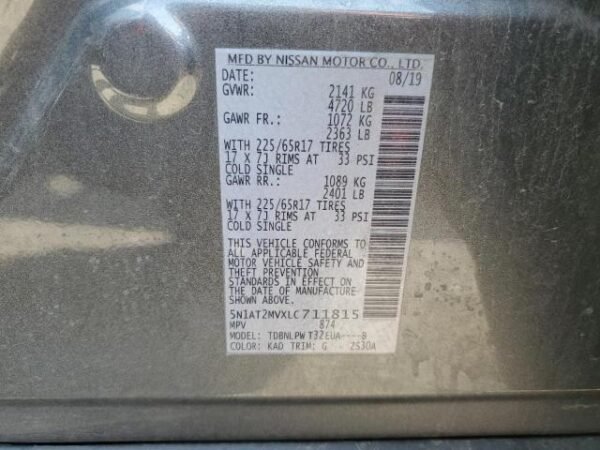 MFD BY NISSAN MOTOR CO., LTD.
DATE: 08/19
GVWR: 2141 KG
4720 LB
GAWR FR.: 1072 KG
2363 LB
WITH 225/65R17 TIRES
17 X 7J RIMS AT 33 PSI
COLD SINGLE
GAWR RR.: 1089 KG
2401 LB
WITH 225/65R17 TIRES
17 X 7J RIMS AT 33 PSI
COLD SINGLE
THIS VEHICLE CONFORMS TO
ALL APPLICABLE FEDERAL
MOTOR VEHICLE SAFETY AND
THEFT PREVENTION
STANDARDS IN EFFECT ON THE
DATE OF MANUFACTURE
SHOWN ABOVE.
5N1AT2MVXLC711815
MPV 874
MODEL: TDBNLPW T32EUA----B
COLOR: KAD TRIM: G 2S30A